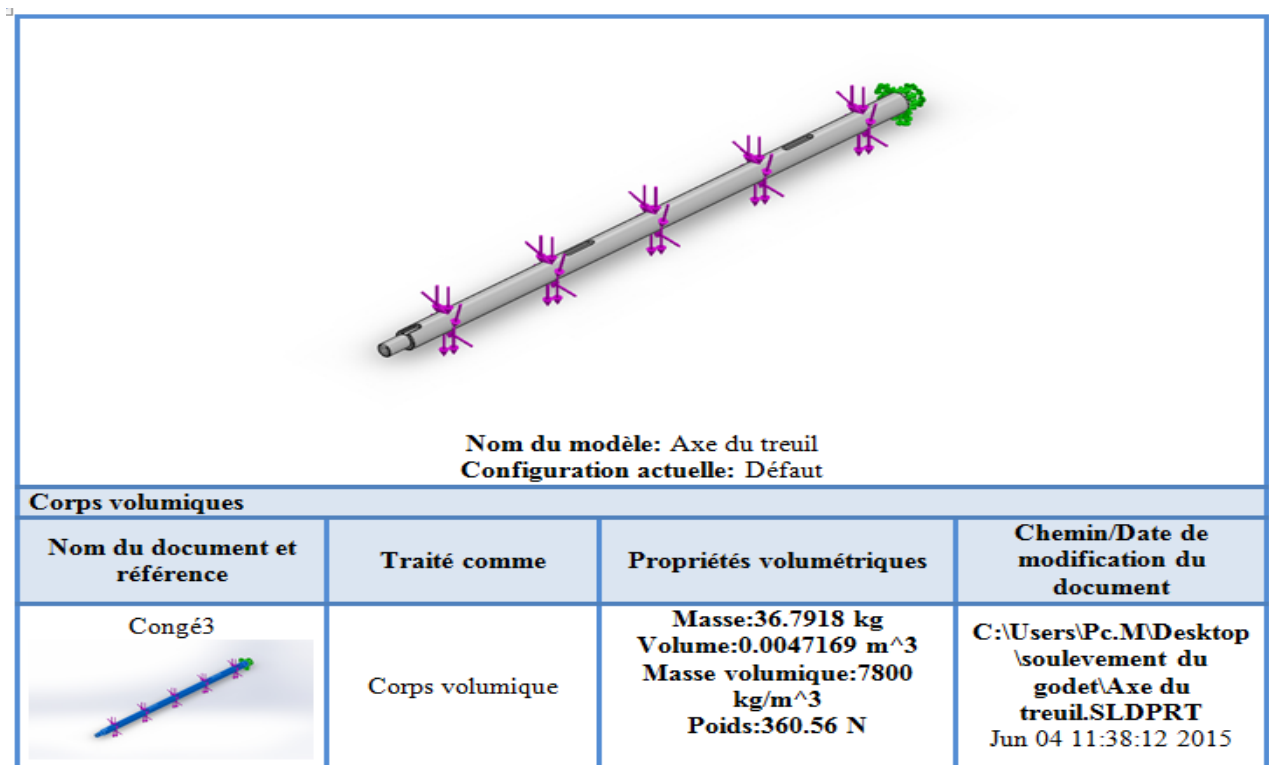 Nom du modèle: Axe du treuil
Configuration actuelle: Défaut
Corps volumiques
Nom du document et
référence
Traité comme
Propriétés volumétriques
Chemin/Date de
modification du
document
Congé3
Corps volumique
Masse:36.7918 kg
Volume:0.0047169 m^3
Masse volumique:7800
kg/m^3
Poids:360.56 N
C:\Users\Pc.M\Desktop
\soulevement du
godet\Axe du
treuil.SLDPRT
Jun 04 11:38:12 2015